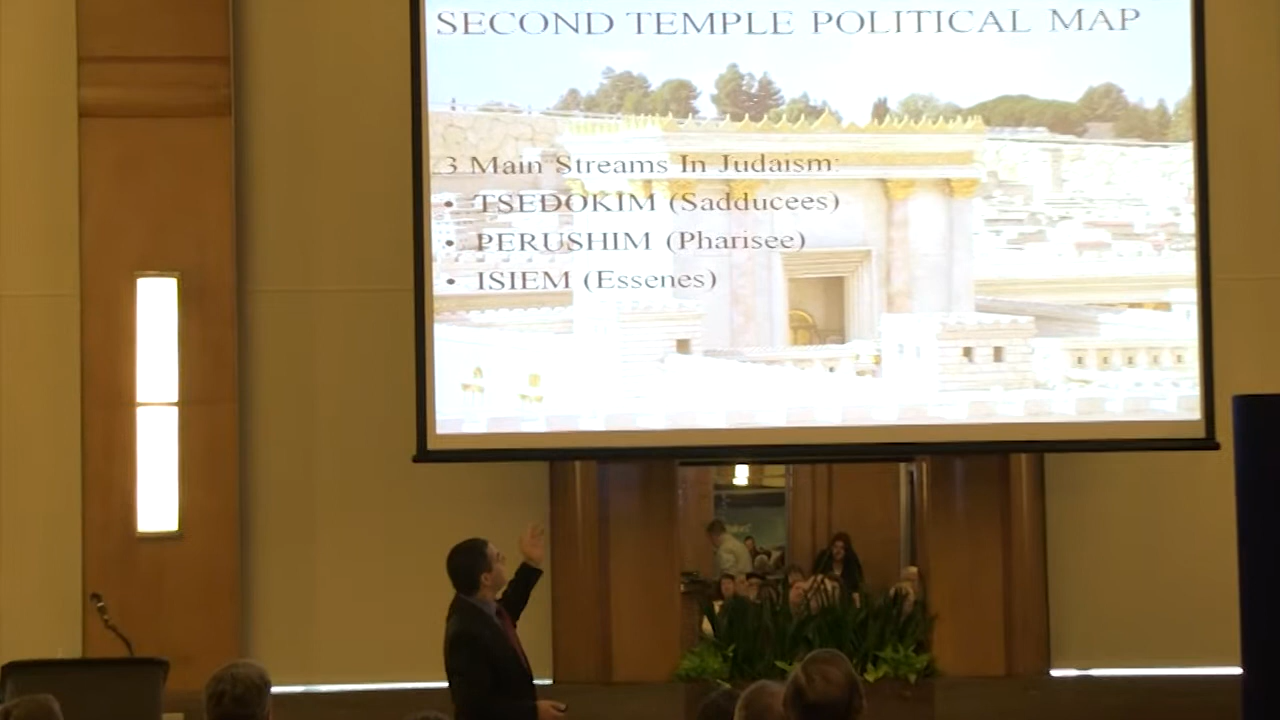 SECOND TEMPLE POLITICAL MAP
3 Main Streams In Judaism:
• TSEDOKIM (Sadducees)
• PERUSHIM (Pharisee)
• ISIEM (Essenes)